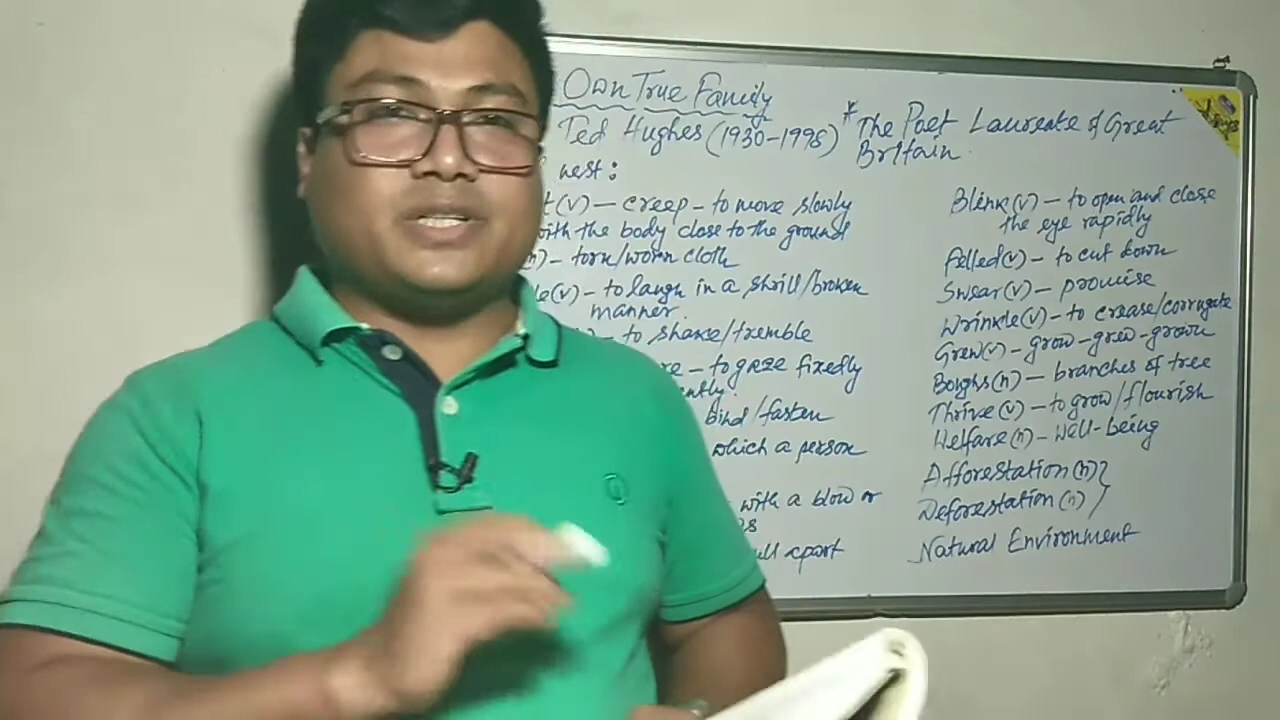 Own True Family
Ted Hughes (1930-1998) * The Poet Laureate of Great
Britain.
nest:
t(v) – creep – to move slowly
with the body close to the ground
– torn/worn cloth
le(v) – to laugh in a shrill/broken
manner.
– to shake/tremble
re – to gaze fixedly
bind/fasten
which a person
with a blow or
ull apart
Blink(v) – to open and close
the eye rapidly
felled(v) – to cut down
Swear(v) – promise
Wrinkle(v) – to crease/corrugate
Grew(v) – grow-grew-grown
Boughs(n) – branches of tree
Thrive(v) – to grow/flourish
Welfare(n) – well-being
Afforestation(n)}
Deforestation(n)
Natural Environment